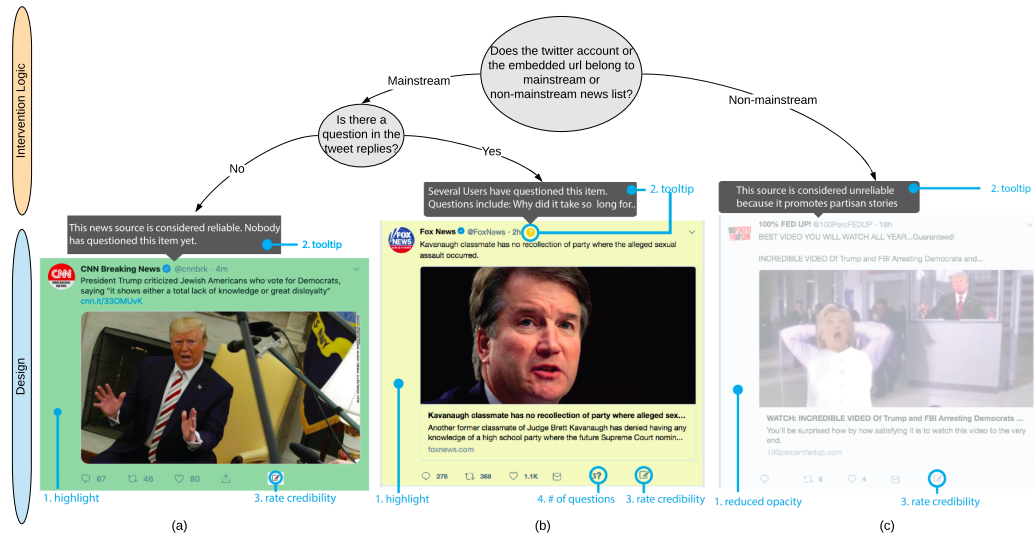 Intervention Logic
Does the twitter account or
the embedded url belong to
mainstream or
non-mainstream news list?
Mainstream
Non-mainstream
Is there a
question in the
tweet replies?
No
Yes
Design
This news source is considered reliable. Nobody
has questioned this item yet.
2. tooltip
CNN Breaking News @cnnbrk · 4m
CNN
BREAKING NEWS
President Trump criticized Jewish Americans who vote for Democrats,
saying "it shows either a total lack of knowledge or great disloyalty"
cnn.it/33OMUvK
67 46 80
1. highlight
3. rate credibility
(a)
Several Users have questioned this item.
Questions include: Why did it take so long for..
2. tooltip
FOX
NEWS
Fox News @FoxNews · 2h ?
Kavanaugh classmate has no recollection of party where the alleged sexual
assault occurred.
Kavanaugh classmate has no recollection of party where alleged sex...
Another former classmate of Judge Brett Kavanaugh has denied having any
knowledge of a high school party where the future Supreme Court nomin...
foxnews.com
276 368 1.1K 3?
1. highlight
4. # of questions
3. rate credibility
(b)
This source is considered unreliable
because it promotes partisan stories
2. tooltip
100% FED UP! @100PercFEDUP · 18h
BEST VIDEO YOU WILL WATCH ALL YEAR...Guaranteed!
INCREDIBLE VIDEO Of Trump and FBI Arresting Democrats and...
WATCH: INCREDIBLE VIDEO Of Trump and FBI Arresting Democrats ...
You'll be surprised how by how satisfying it is to watch this video to the very
end.
100percentfedup.com
6 4
1. reduced opacity
3. rate credibility
(c)